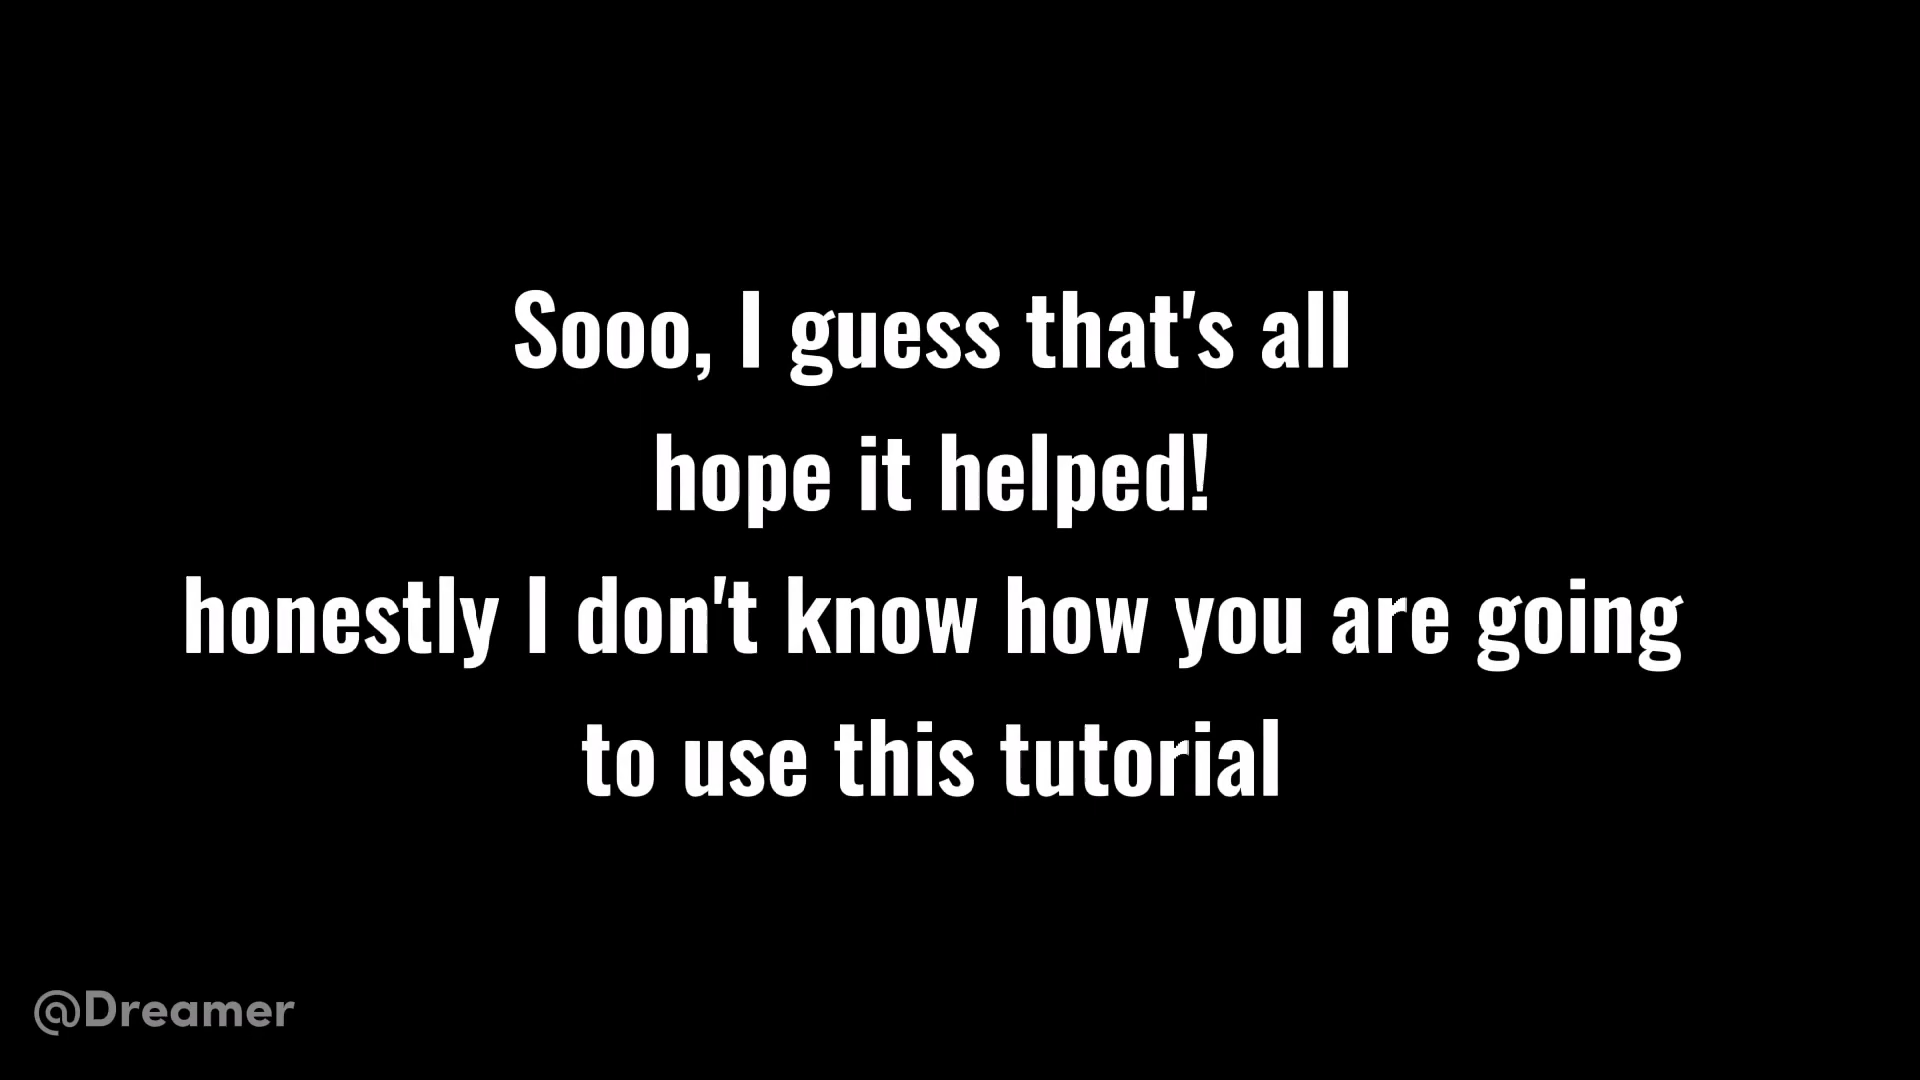 Sooo, I guess that's all
hope it helped!
honestly I don't know how you are going
to use this tutorial
@Dreamer